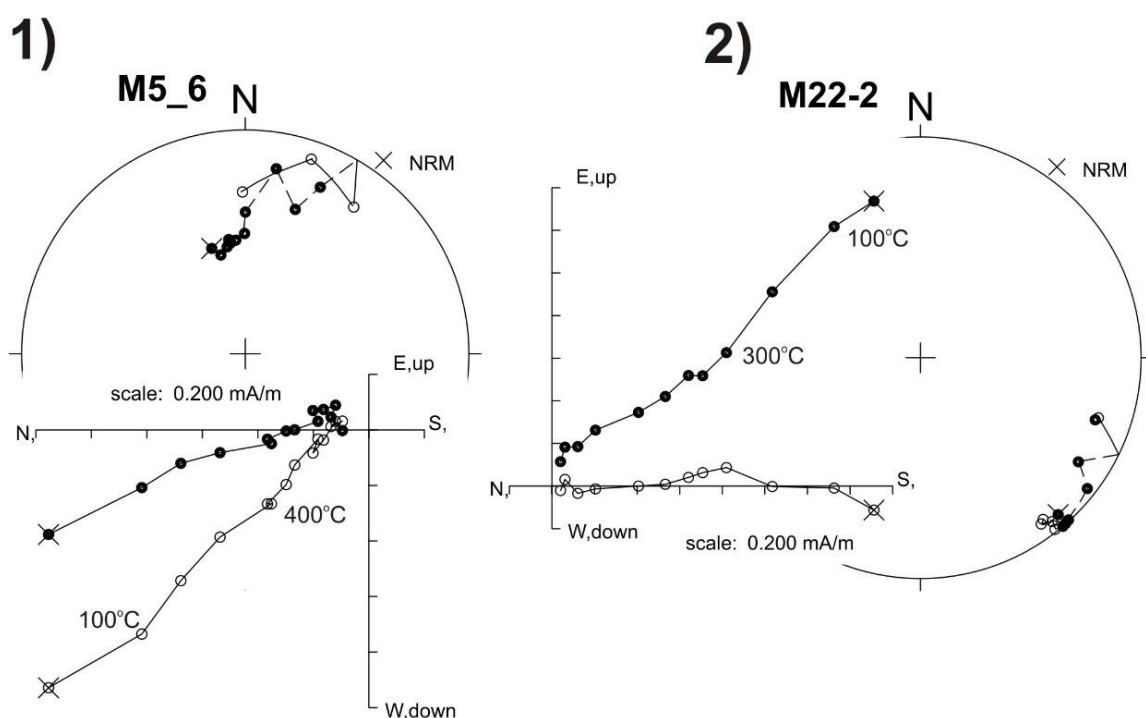 1)
M5_6
N
NRM
E,up
scale: 0.200 mA/m
N,
S,
400°C
100°C
W,down
2)
M22-2
N
NRM
E,up
100°C
300°C
N,
S,
W,down
scale: 0.200 mA/m